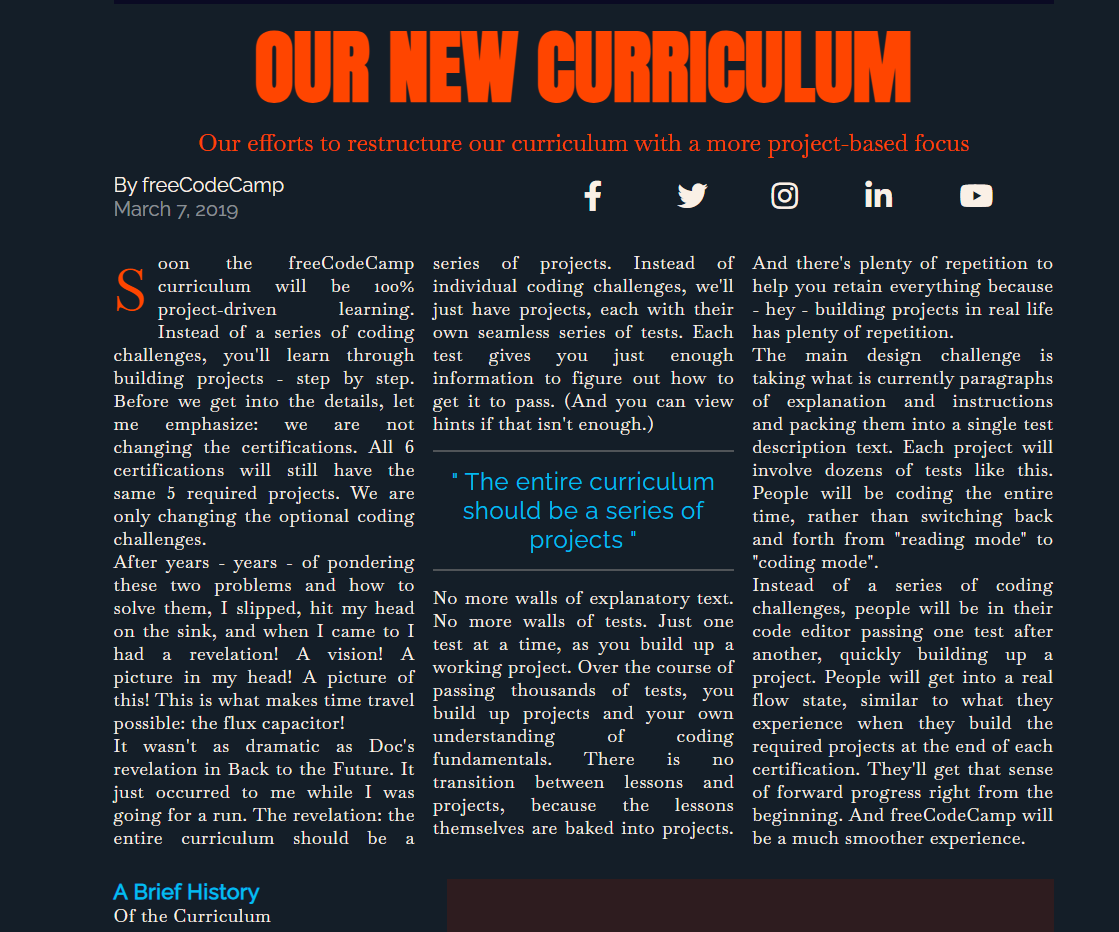 OUR NEW CURRICULUM
Our efforts to restructure our curriculum with a more project-based focus
By freeCodeCamp
March 7, 2019
Soon the freeCodeCamp
curriculum will be 100%
project-driven learning.
Instead of a series of coding
challenges, you'll learn through
building projects - step by step.
Before we get into the details, let
me emphasize: we are not
changing the certifications. All 6
certifications will still have the
same 5 required projects. We are
only changing the optional coding
challenges.
After years - years - of pondering
these two problems and how to
solve them, I slipped, hit my head
on the sink, and when I came to I
had a revelation! A vision! A
picture in my head! A picture of
this! This is what makes time travel
possible: the flux capacitor!
It wasn't as dramatic as Doc's
revelation in Back to the Future. It
just occurred to me while I was
going for a run. The revelation: the
entire curriculum should be a
series of projects. Instead of
individual coding challenges, we'll
just have projects, each with their
own seamless series of tests. Each
test gives you just enough
information to figure out how to
get it to pass. (And you can view
hints if that isn't enough.)
" The entire curriculum
should be a series of
projects "
No more walls of explanatory text.
No more walls of tests. Just one
test at a time, as you build up a
working project. Over the course of
passing thousands of tests, you
build up projects and your own
understanding of coding
fundamentals. There is no
transition between lessons and
projects, because the lessons
themselves are baked into projects.
And there's plenty of repetition to
help you retain everything because
- hey - building projects in real life
has plenty of repetition.
The main design challenge is
taking what is currently paragraphs
of explanation and instructions
and packing them into a single test
description text. Each project will
involve dozens of tests like this.
People will be coding the entire
time, rather than switching back
and forth from "reading mode" to
"coding mode".
Instead of a series of coding
challenges, people will be in their
code editor passing one test after
another, quickly building up a
project. People will get into a real
flow state, similar to what they
experience when they build the
required projects at the end of each
certification. They'll get that sense
of forward progress right from the
beginning. And freeCodeCamp will
be a much smoother experience.
A Brief History
Of the Curriculum